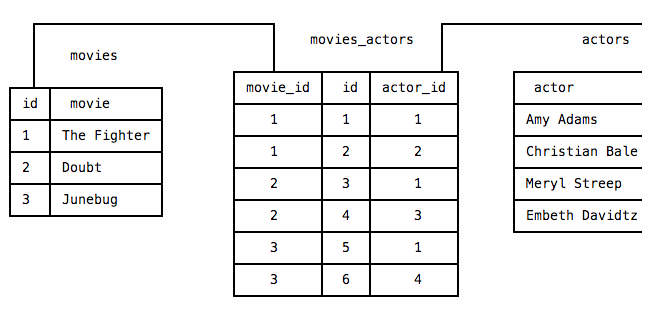 movies
id movie
1 The Fighter
2 Doubt
3 Junebug
movies_actors
movie_id id actor_id
1 1 1
1 2 2
2 3 1
2 4 3
3 5 1
3 6 4
actors
actor
Amy Adams
Christian Bale
Meryl Streep
Embeth Davidtz